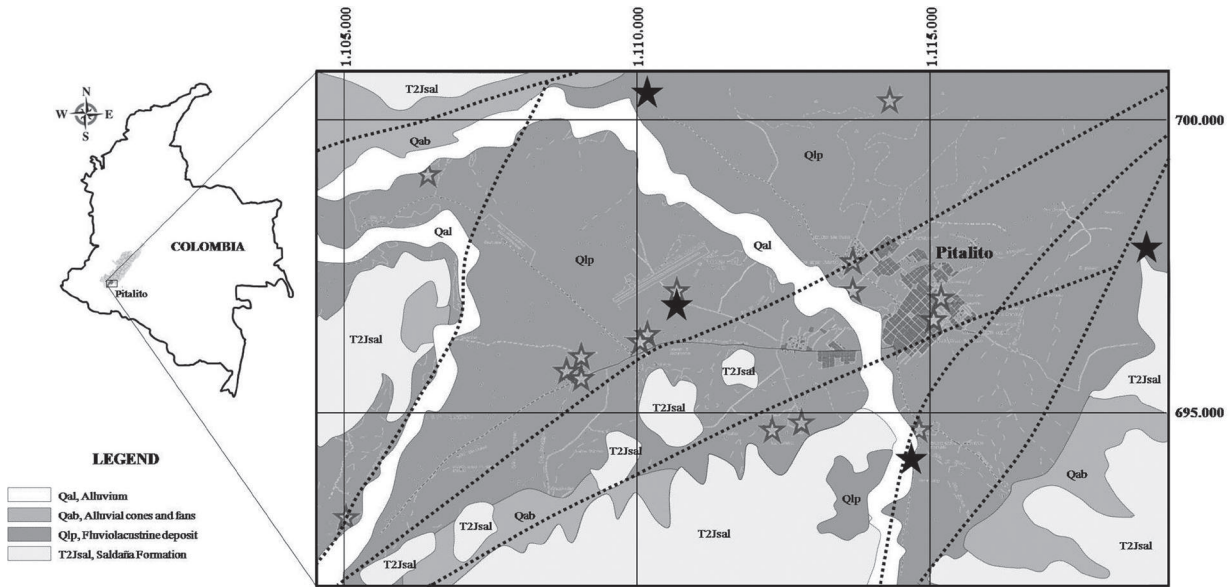 1.105.000
1.110.000
1.115.000
N
W E
S
COLOMBIA
Pitalito
T2Jsal
Qab
Qlp
700.000
Qal
Qal
Qlp
Pitalito
T2Jsal
T2Jsal
T2Jsal
T2Jsal
695.000
T2Jsal
Qab
Qlp
Qab
T2Jsal
T2Jsal
T2Jsal
T2Jsal
LEGEND
Qal, Alluvium
Qab, Alluvial cones and fans
Qlp, Fluviolacustrine deposit
T2Jsal, Saldaña Formation